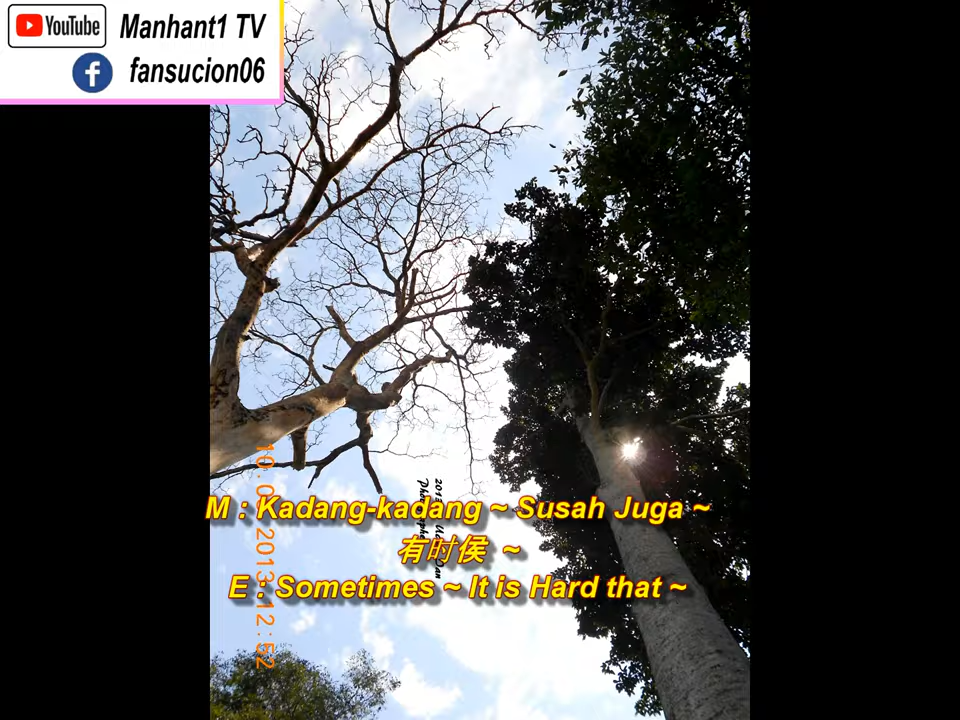 YouTube Manhant1 TV
fansucion06
M : Kadang-kadang ~ Susah Juga ~
有时侯 ~
E : Sometimes ~ It is Hard that ~
2013 12:52